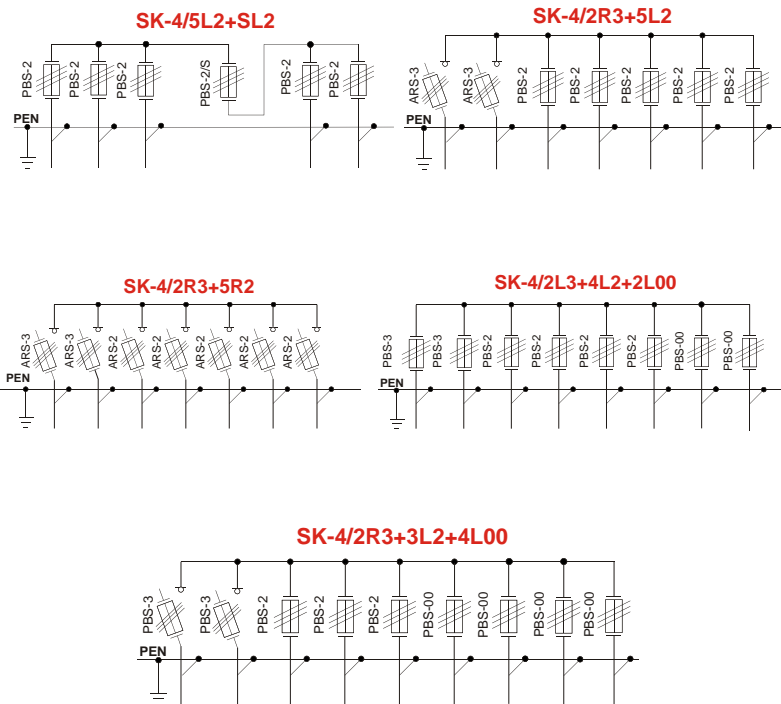 SK-4/5L2+SL2
PBS-2
PBS-2
PBS-2
PBS-2/S
PBS-2
PBS-2
PEN
SK-4/2R3+5L2
ARS-3
ARS-3
PBS-2
PBS-2
PBS-2
PBS-2
PBS-2
PEN
SK-4/2R3+5R2
ARS-3
ARS-3
ARS-2
ARS-2
ARS-2
ARS-2
ARS-2
PEN
SK-4/2L3+4L2+2L00
PBS-3
PBS-3
PBS-2
PBS-2
PBS-2
PBS-2
PBS-00
PBS-00
PEN
SK-4/2R3+3L2+4L00
PBS-3
PBS-3
PBS-2
PBS-2
PBS-2
PBS-00
PBS-00
PBS-00
PBS-00
PEN